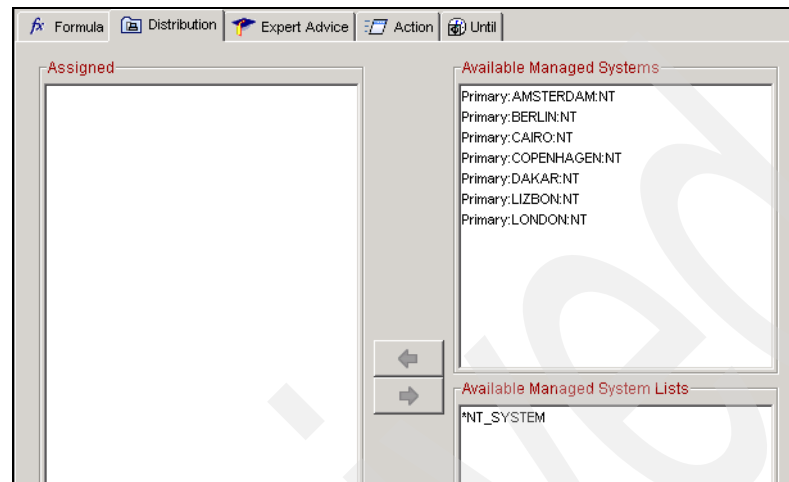 fx Formula Distribution Expert Advice Action Until
Assigned
Available Managed Systems
Primary:AMSTERDAM:NT
Primary:BERLIN:NT
Primary:CAIRO:NT
Primary:COPENHAGEN:NT
Primary:DAKAR:NT
Primary:LIZBON:NT
Primary:LONDON:NT
Available Managed System Lists
*NT_SYSTEM